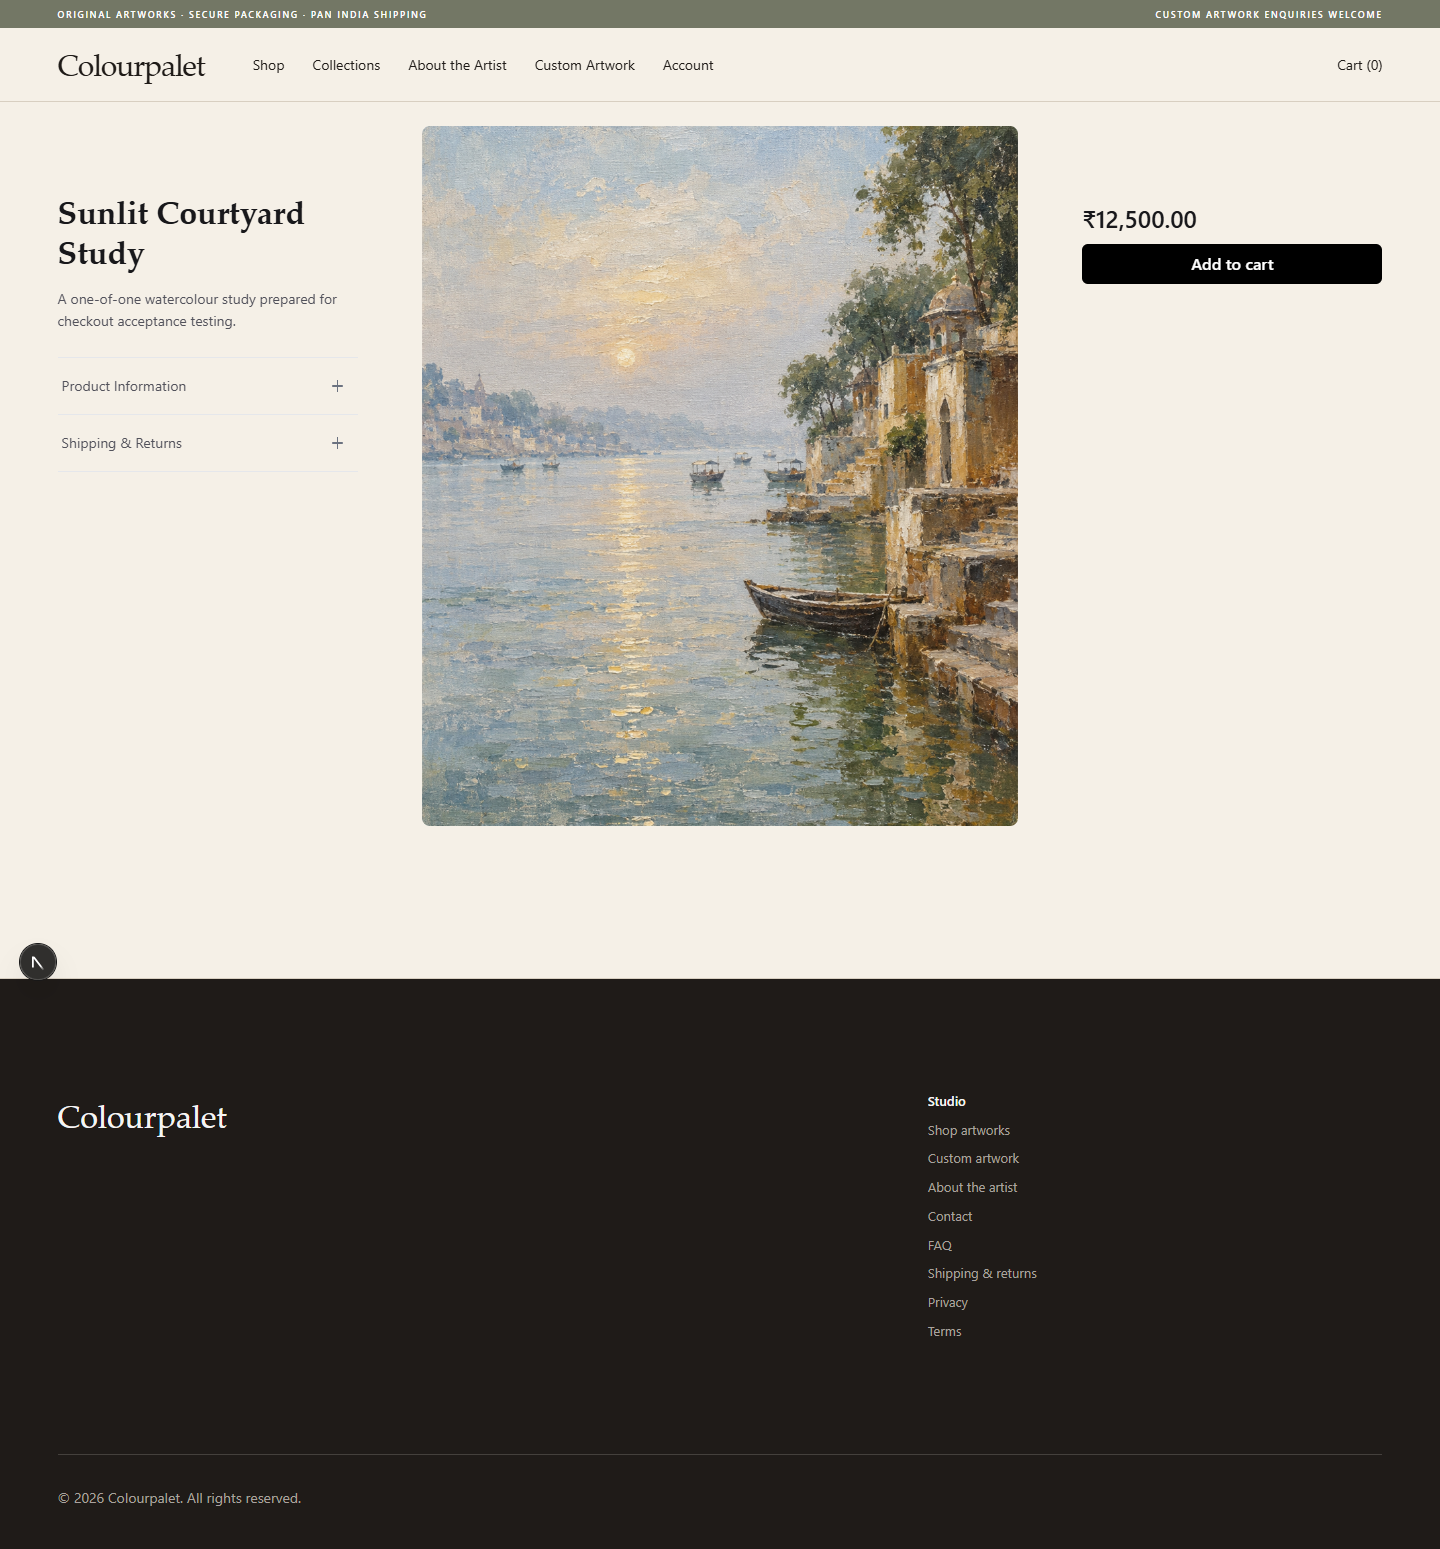 ORIGINAL ARTWORKS · SECURE PACKAGING · PAN INDIA SHIPPING
CUSTOM ARTWORK ENQUIRIES WELCOME
Colourpalet
Shop
Collections
About the Artist
Custom Artwork
Account
Cart (0)
Sunlit Courtyard
Study
A one-of-one watercolour study prepared for
checkout acceptance testing.
Product Information
Shipping & Returns
₹12,500.00
Add to cart
Colourpalet
Studio
Shop artworks
Custom artwork
About the artist
Contact
FAQ
Shipping & returns
Privacy
Terms
© 2026 Colourpalet. All rights reserved.